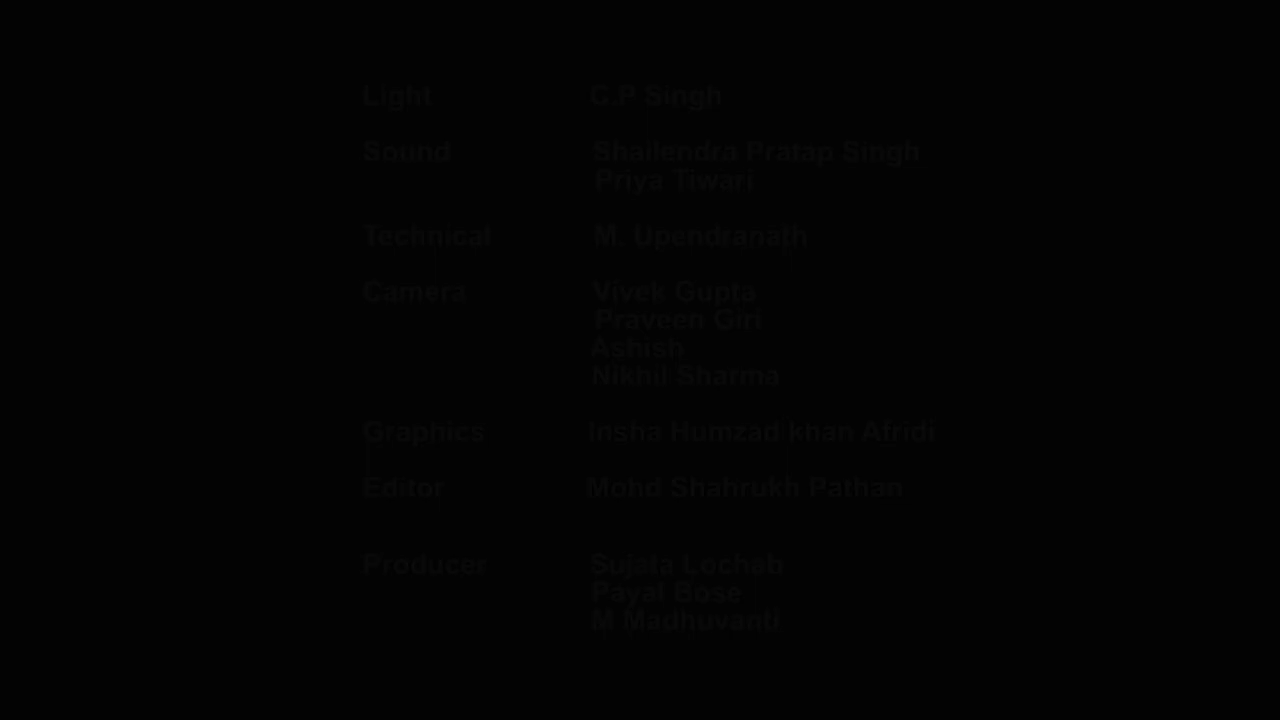 Light C.P Singh
Sound Shailendra Pratap Singh
Priya Tiwari
Technical M. Upendranath
Camera Vivek Gupta
Praveen Giri
Ashish
Nikhil Sharma
Graphics Insha Humzad khan Afridi
Editor Mohd Shahrukh Pathan
Producer Sujata Lochab
Payal Bose
M Madhuvanti